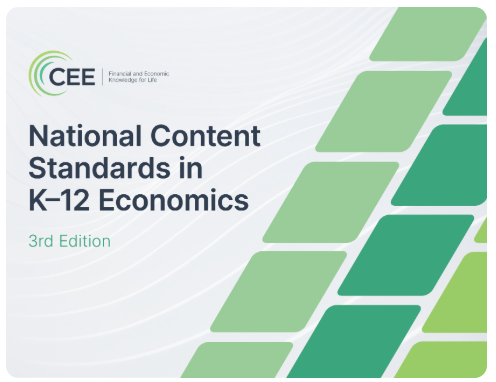 CEE
Financial and Economic
Knowledge for Life
National Content
Standards in
K–12 Economics
3rd Edition